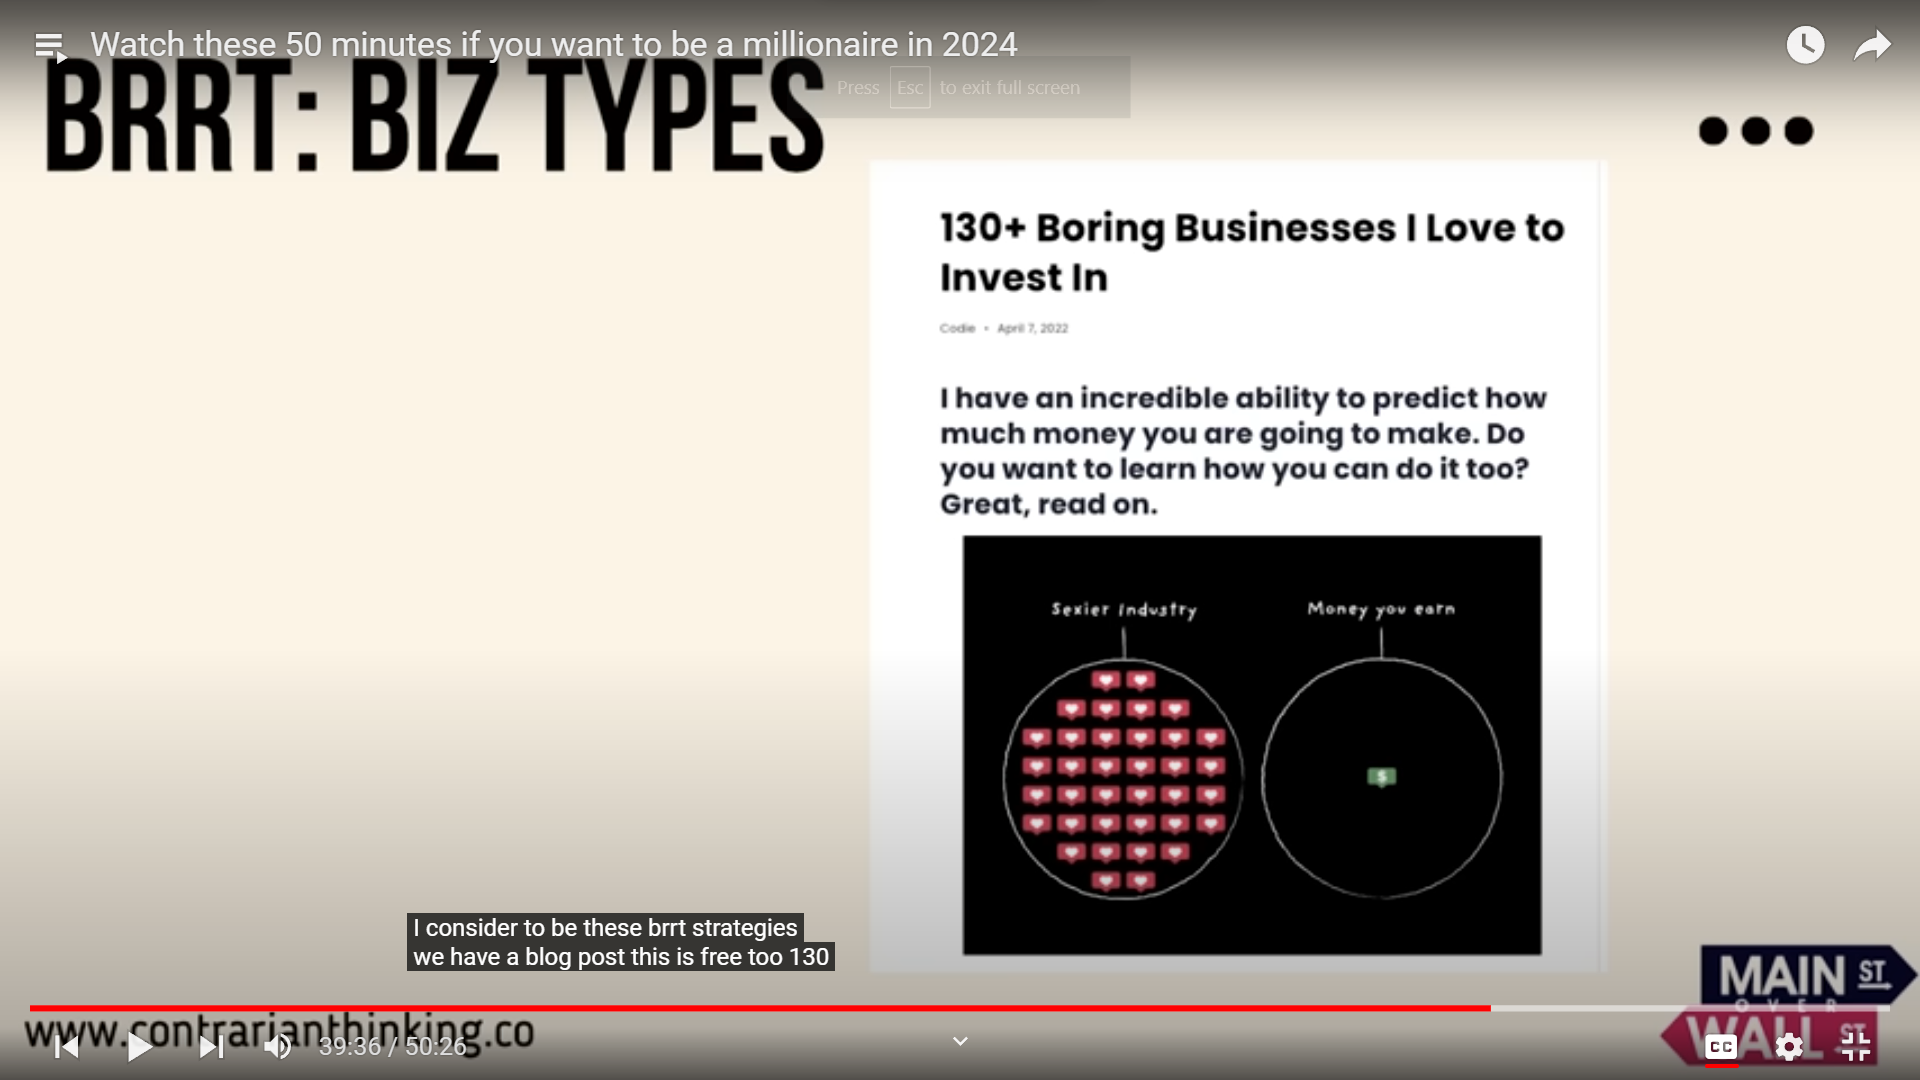 Watch these 50 minutes if you want to be a millionaire in 2024
Press Esc to exit full screen
BRRT: BIZ TYPES
130+ Boring Businesses I Love to
Invest In
Codie • April 7, 2022
I have an incredible ability to predict how
much money you are going to make. Do
you want to learn how you can do it too?
Great, read on.
Sexier Industry
Money you earn
$
I consider to be these brrt strategies
we have a blog post this is free too 130
MAIN ST
OVER
WALL ST
www.contrarianthinking.co
39:36 / 50:26
CC